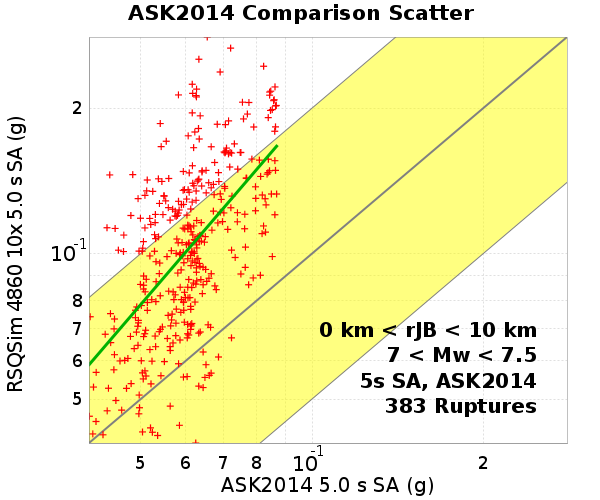 ASK2014 Comparison Scatter
RSQSim 4860 10x 5.0 s SA (g)
2
10-1
8
7
6
5
0 km < rJB < 10 km
7 < Mw < 7.5
5s SA, ASK2014
383 Ruptures
5 6 7 8 10-1 2
ASK2014 5.0 s SA (g)